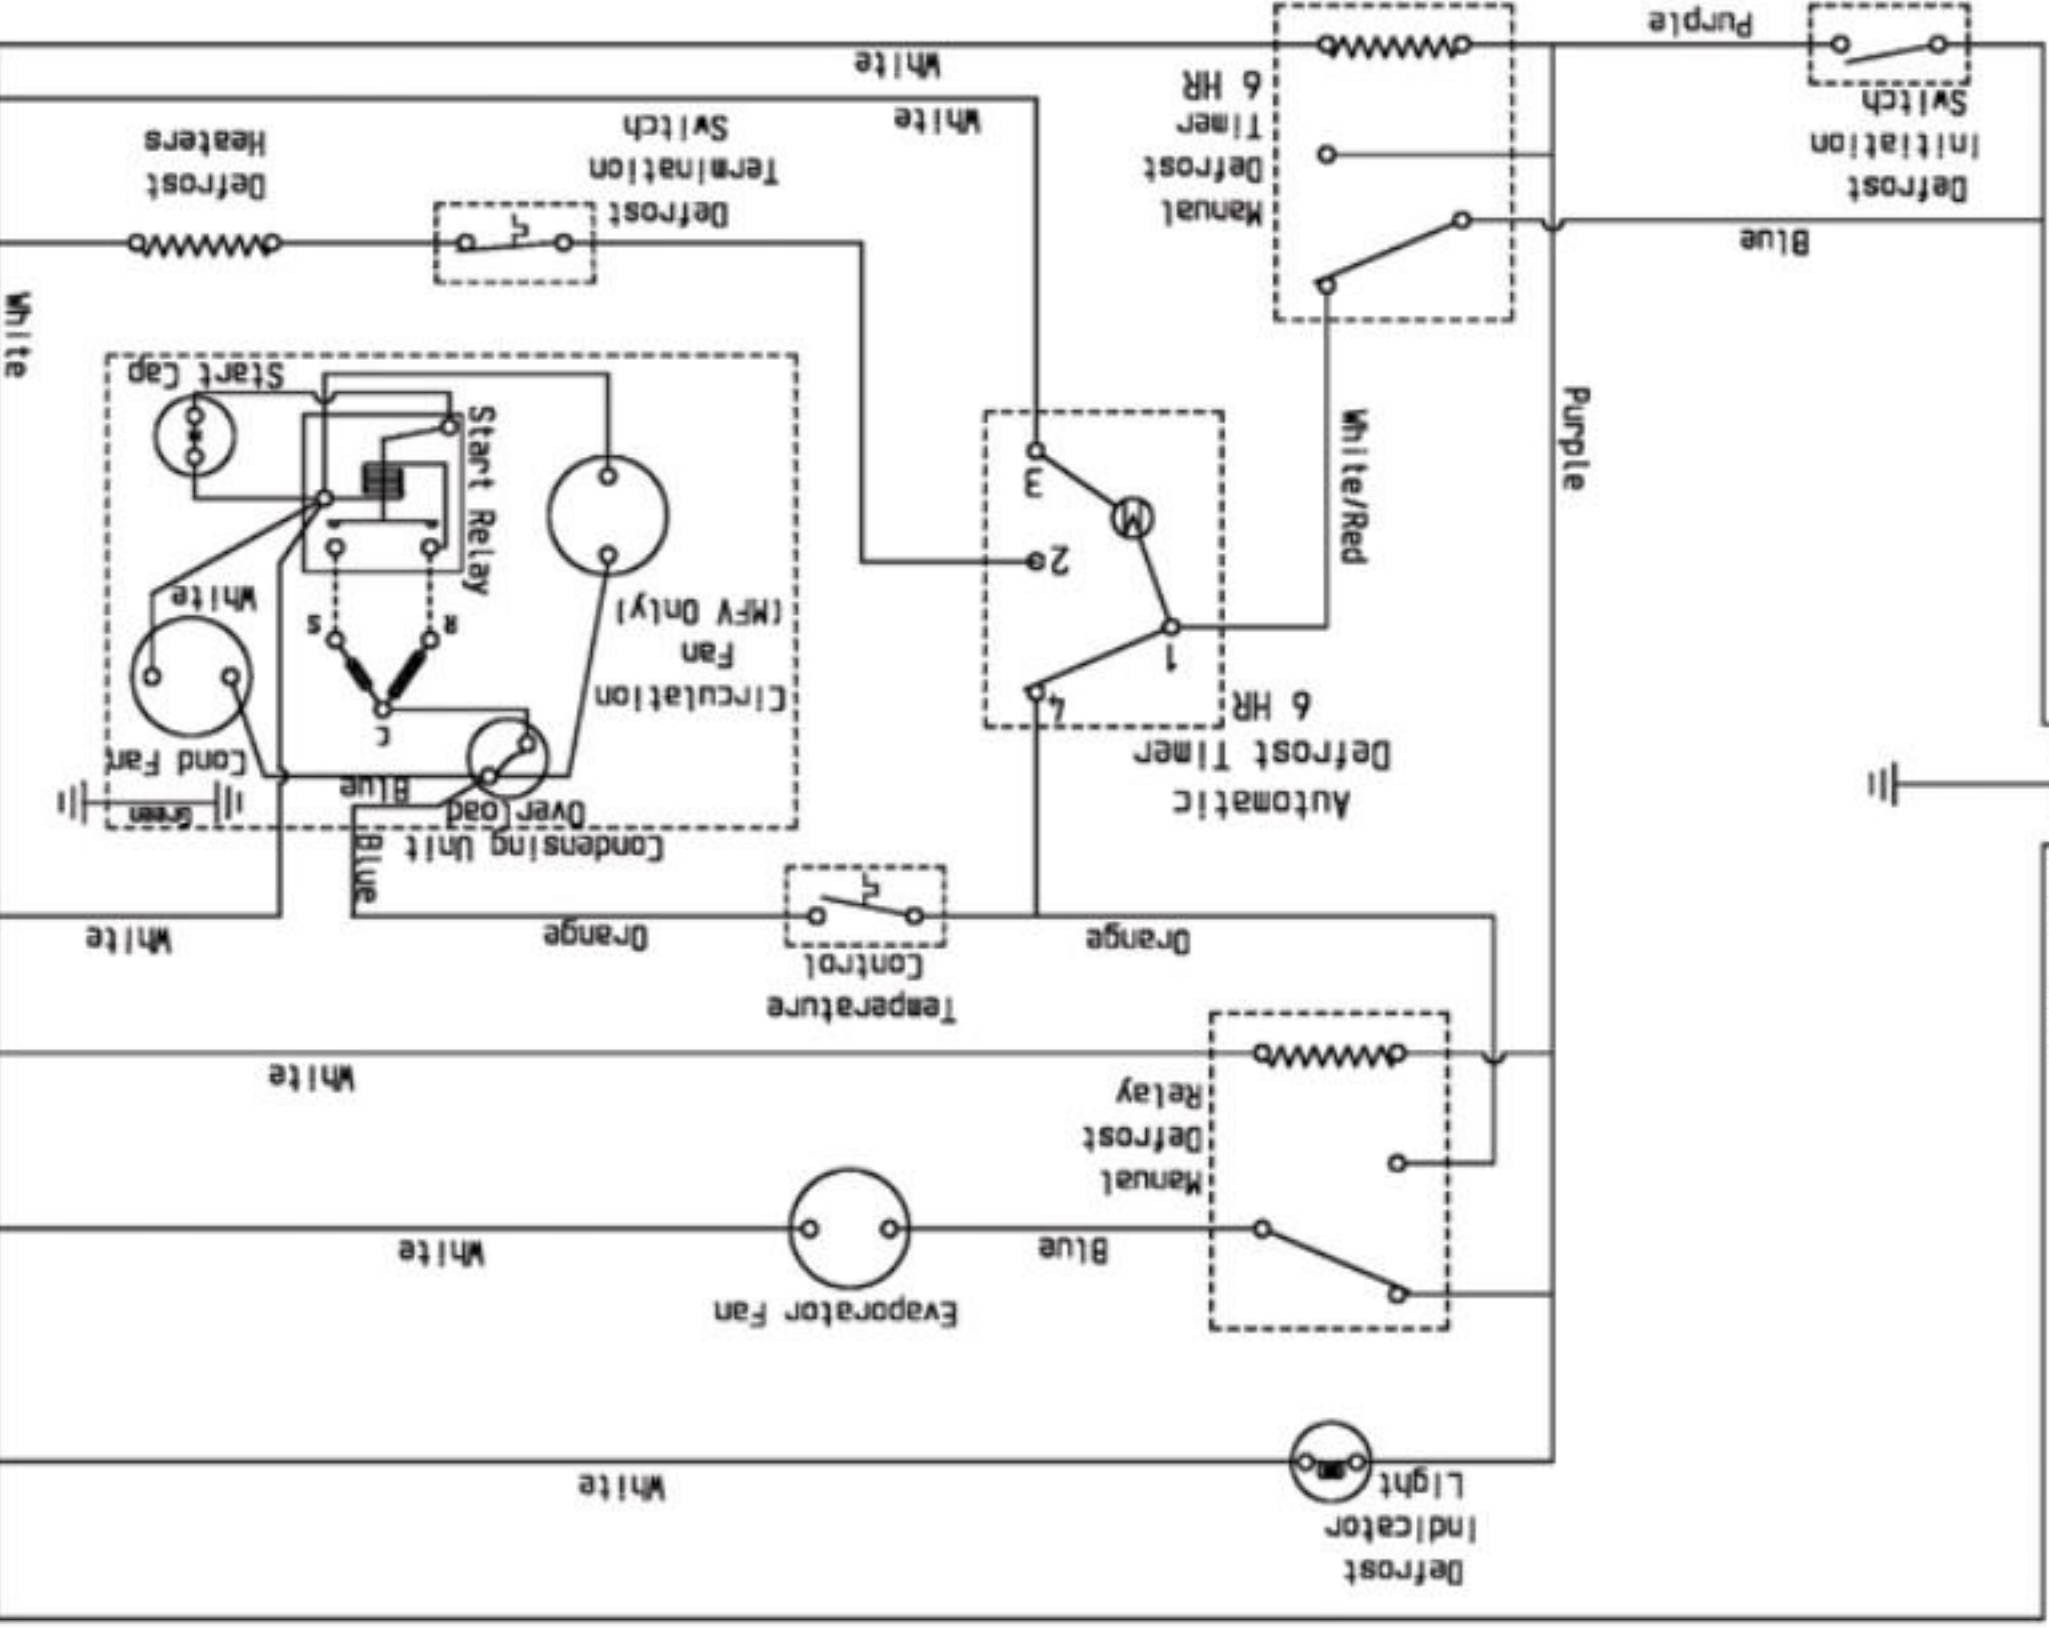 Defrost
Indicator
Light
White
Evaporator Fan
White
Blue
Manual
Defrost
Relay
White
Temperature
Control
Orange
Orange
White
Blue
Condensing Unit
Over Load
Green
Blue
Automatic
Defrost Timer
6 HR
Cond Fan
Circulation
Fan
(MFV Only)
C
4
1
S
R
White
2
3
M
Start Relay
White/Red
Purple
Start Cap
White
Blue
Manual
Defrost
Timer
6 HR
Defrost
Termination
Switch
Defrost
Heaters
Defrost
Initiation
Switch
White
White
Purple